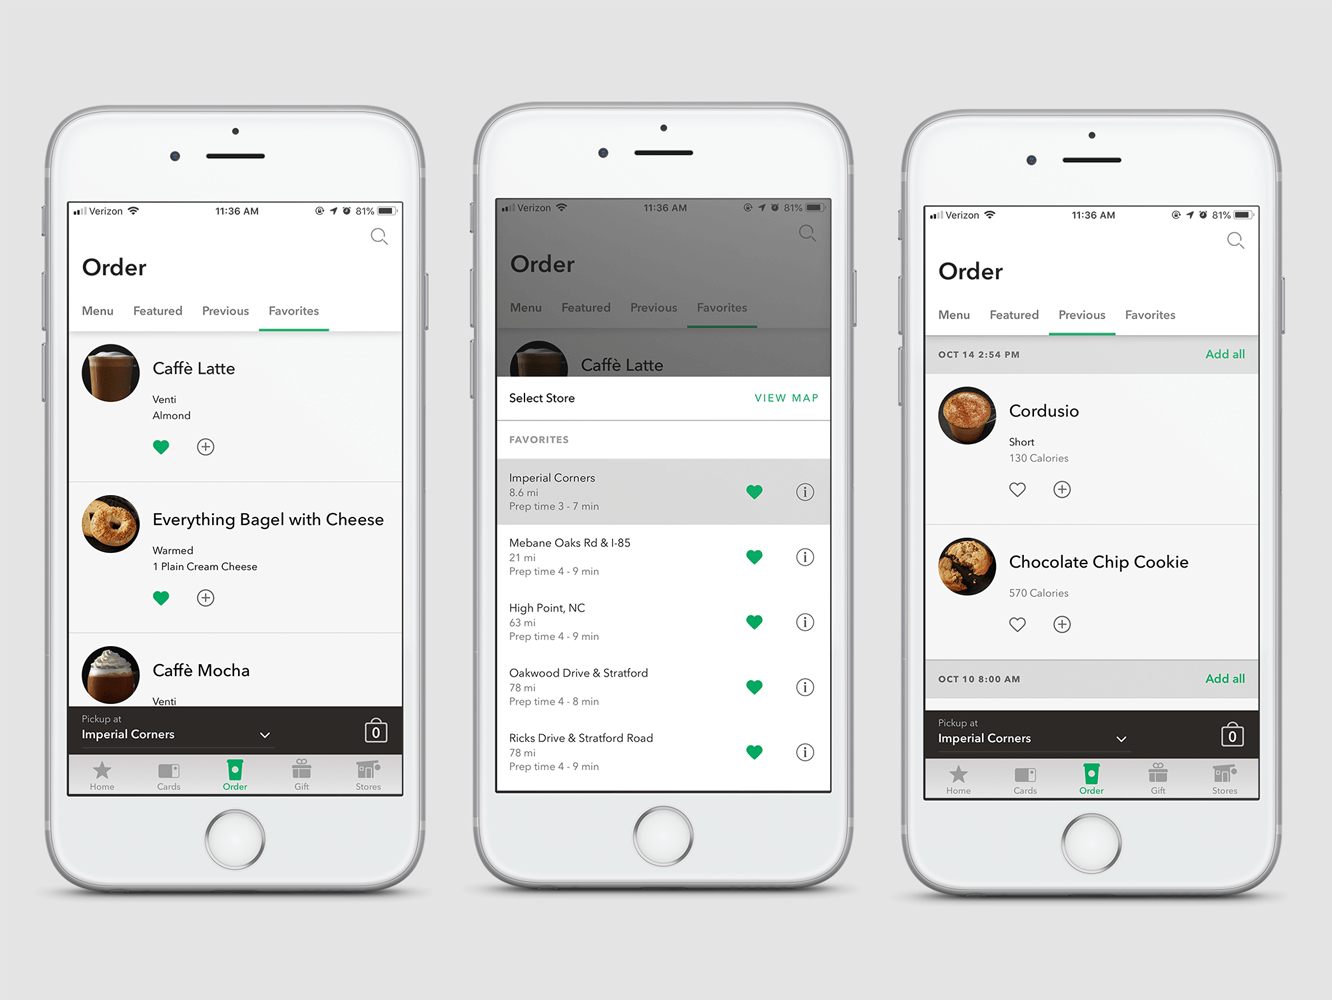 Verizon 11:36 AM 81%
Order
Menu Featured Previous Favorites
Caffè Latte
Venti
Almond
Everything Bagel with Cheese
Warmed
1 Plain Cream Cheese
Caffè Mocha
Venti
Pickup at
Imperial Corners
0
Home Cards Order Gift Stores
Verizon 11:36 AM 81%
Order
Menu Featured Previous Favorites
Caffè Latte
Select Store VIEW MAP
FAVORITES
Imperial Corners
8.6 mi
Prep time 3 - 7 min
Mebane Oaks Rd & I-85
21 mi
Prep time 4 - 9 min
High Point, NC
63 mi
Prep time 4 - 9 min
Oakwood Drive & Stratford
78 mi
Prep time 4 - 8 min
Ricks Drive & Stratford Road
78 mi
Prep time 4 - 9 min
Verizon 11:36 AM 81%
Order
Menu Featured Previous Favorites
OCT 14 2:54 PM Add all
Cordusio
Short
130 Calories
Chocolate Chip Cookie
570 Calories
OCT 10 8:00 AM Add all
Pickup at
Imperial Corners
0
Home Cards Order Gift Stores